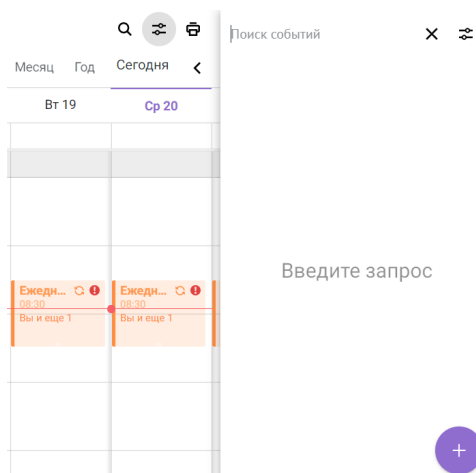 Поиск событий
Месяц Год Сегодня
Вт 19 Ср 20
Ежедн... Ежедн...
08:30 08:30
Вы и еще 1 Вы и еще 1
Введите запрос